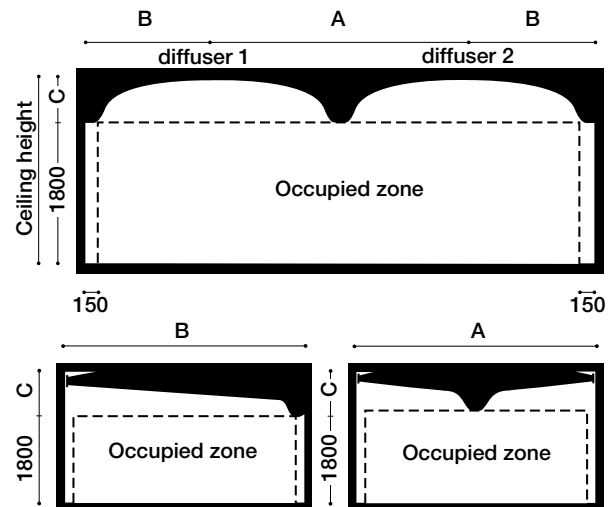 B A B
diffuser 1 diffuser 2
Ceiling height
C
1800
Occupied zone
150 150
B A
C
1800
Occupied zone
C
1800
Occupied zone